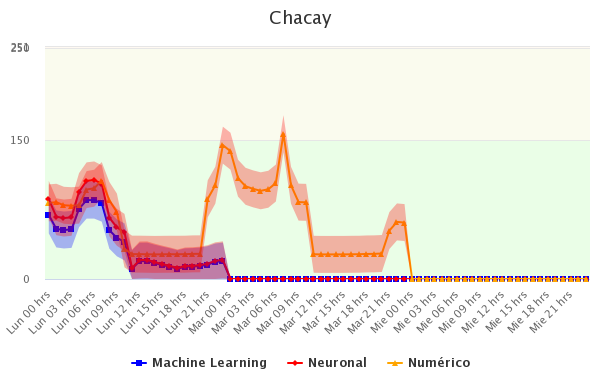 Chacay
250
150
0
Lun 00 hrs
Lun 03 hrs
Lun 06 hrs
Lun 09 hrs
Lun 12 hrs
Lun 15 hrs
Lun 18 hrs
Lun 21 hrs
Mar 00 hrs
Mar 03 hrs
Mar 06 hrs
Mar 09 hrs
Mar 12 hrs
Mar 15 hrs
Mar 18 hrs
Mar 21 hrs
Mie 00 hrs
Mie 03 hrs
Mie 06 hrs
Mie 09 hrs
Mie 12 hrs
Mie 15 hrs
Mie 18 hrs
Mie 21 hrs
Machine Learning Neuronal Numérico